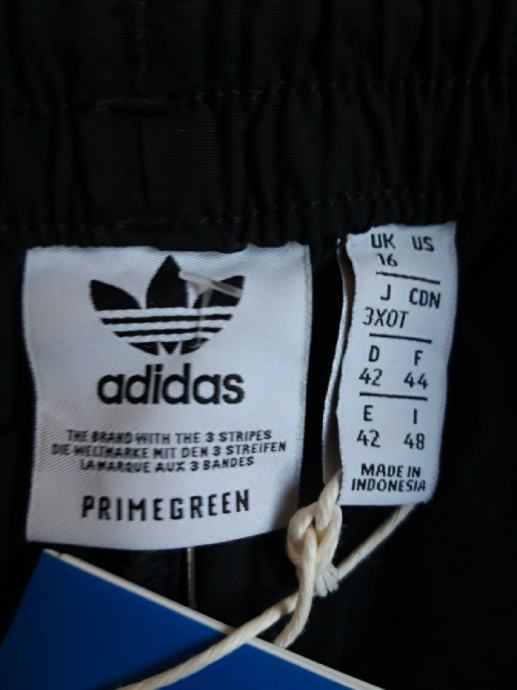 adidas
THE BRAND WITH THE 3 STRIPES
DIE WELTMARKE MIT DEN 3 STREIFEN
LA MARQUE AUX 3 BANDES
PRIMEGREEN
UK US
16
J CDN
3XOT
D F
42 44
E I
42 48
MADE IN
INDONESIA